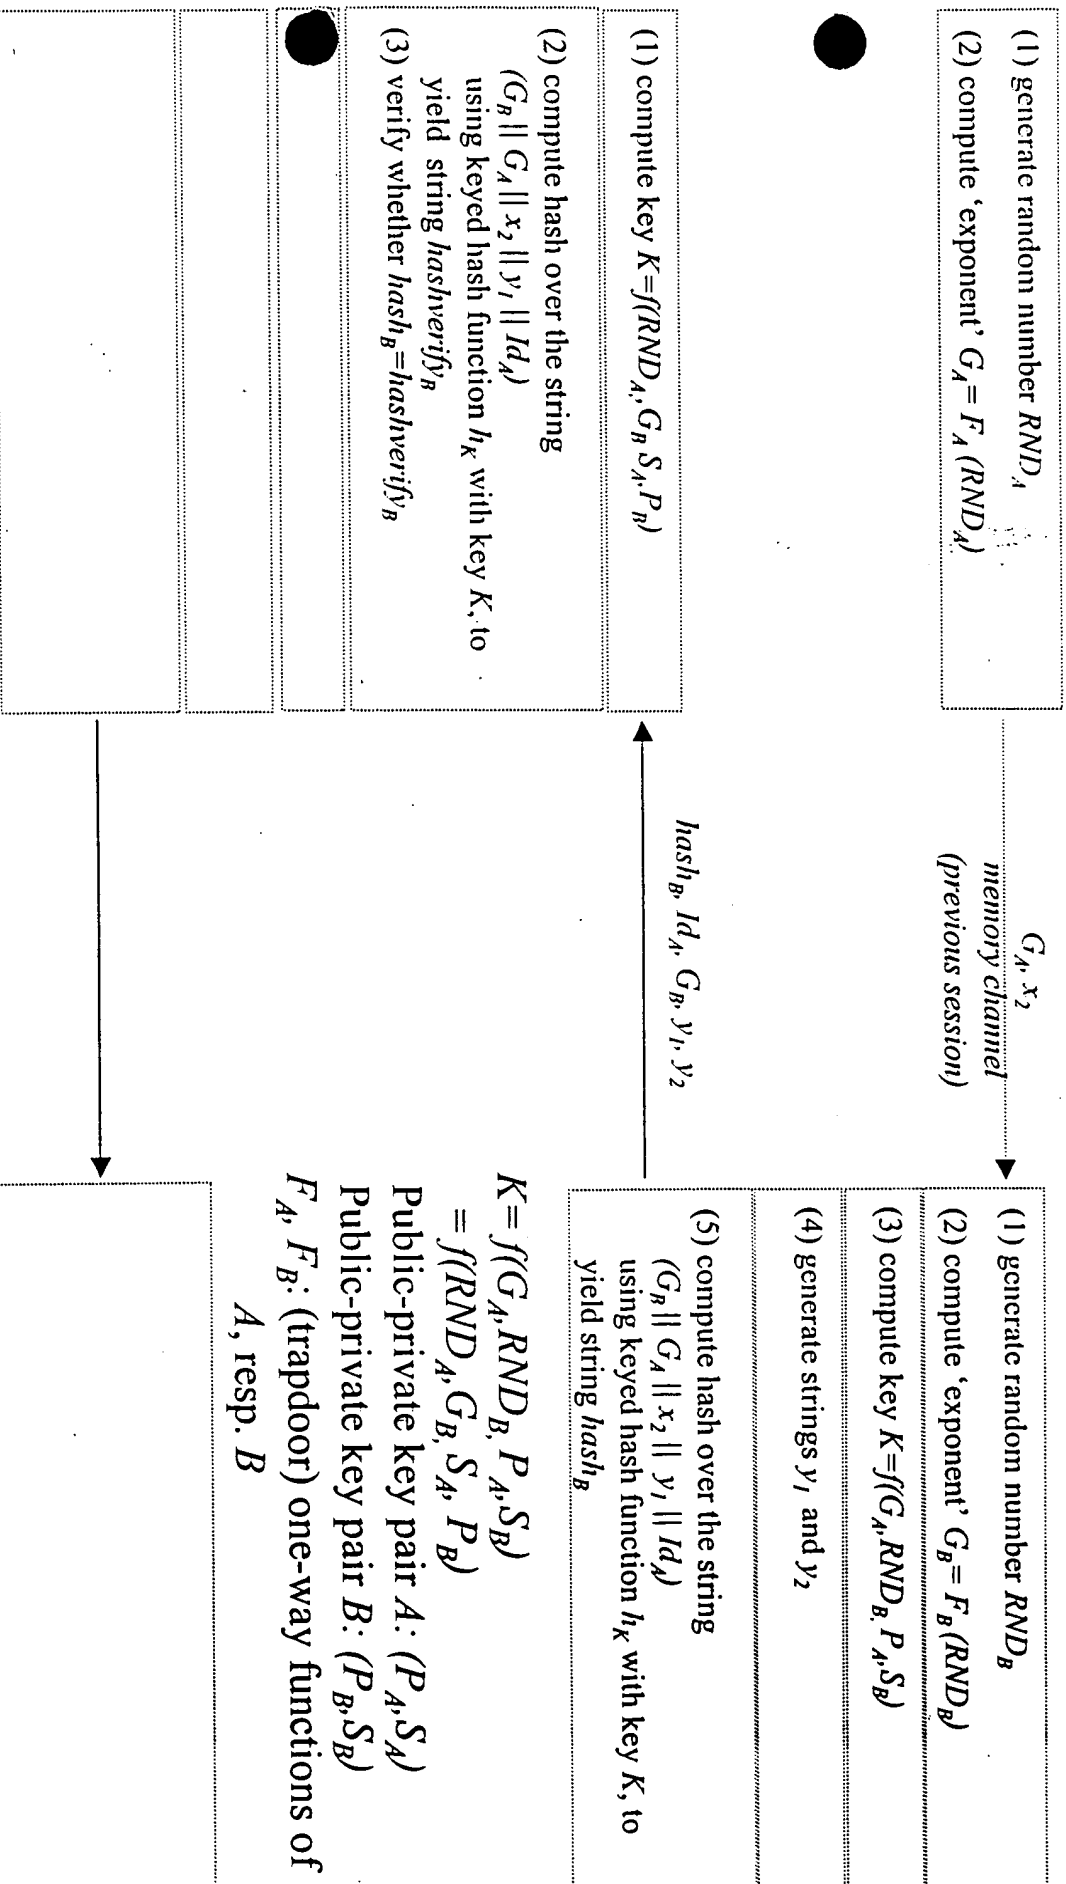 (1) generate random number RND_A
(2) compute ‘exponent’ G_A= F_A (RND_A)
G_A, x_2
memory channel
(previous session)
(1) generate random number RND_B
(2) compute ‘exponent’ G_B= F_B (RND_B)
(3) compute key K=f(G_A,RND_B, P_A,S_B)
(4) generate strings y_1 and y_2
(5) compute hash over the string
(G_B || G_A || x_2 || y_1 || Id_A)
using keyed hash function h_K with key K, to
yield string hash_B
hash_B, Id_A, G_B, y_1, y_2
(1) compute key K=f(RND_A, G_B, S_A,P_B)
(2) compute hash over the string
(G_B || G_A || x_2 || y_1 || Id_A)
using keyed hash function h_K with key K, to
yield string hashverify_B
(3) verify whether hash_B=hashverify_B
K= f(G_A,RND_B, P_A,S_B)
= f(RND_A,G_B, S_A, P_B)
Public-private key pair A: (P_A,S_A)
Public-private key pair B: (P_B,S_B)
F_A, F_B: (trapdoor) one-way functions of
A, resp. B